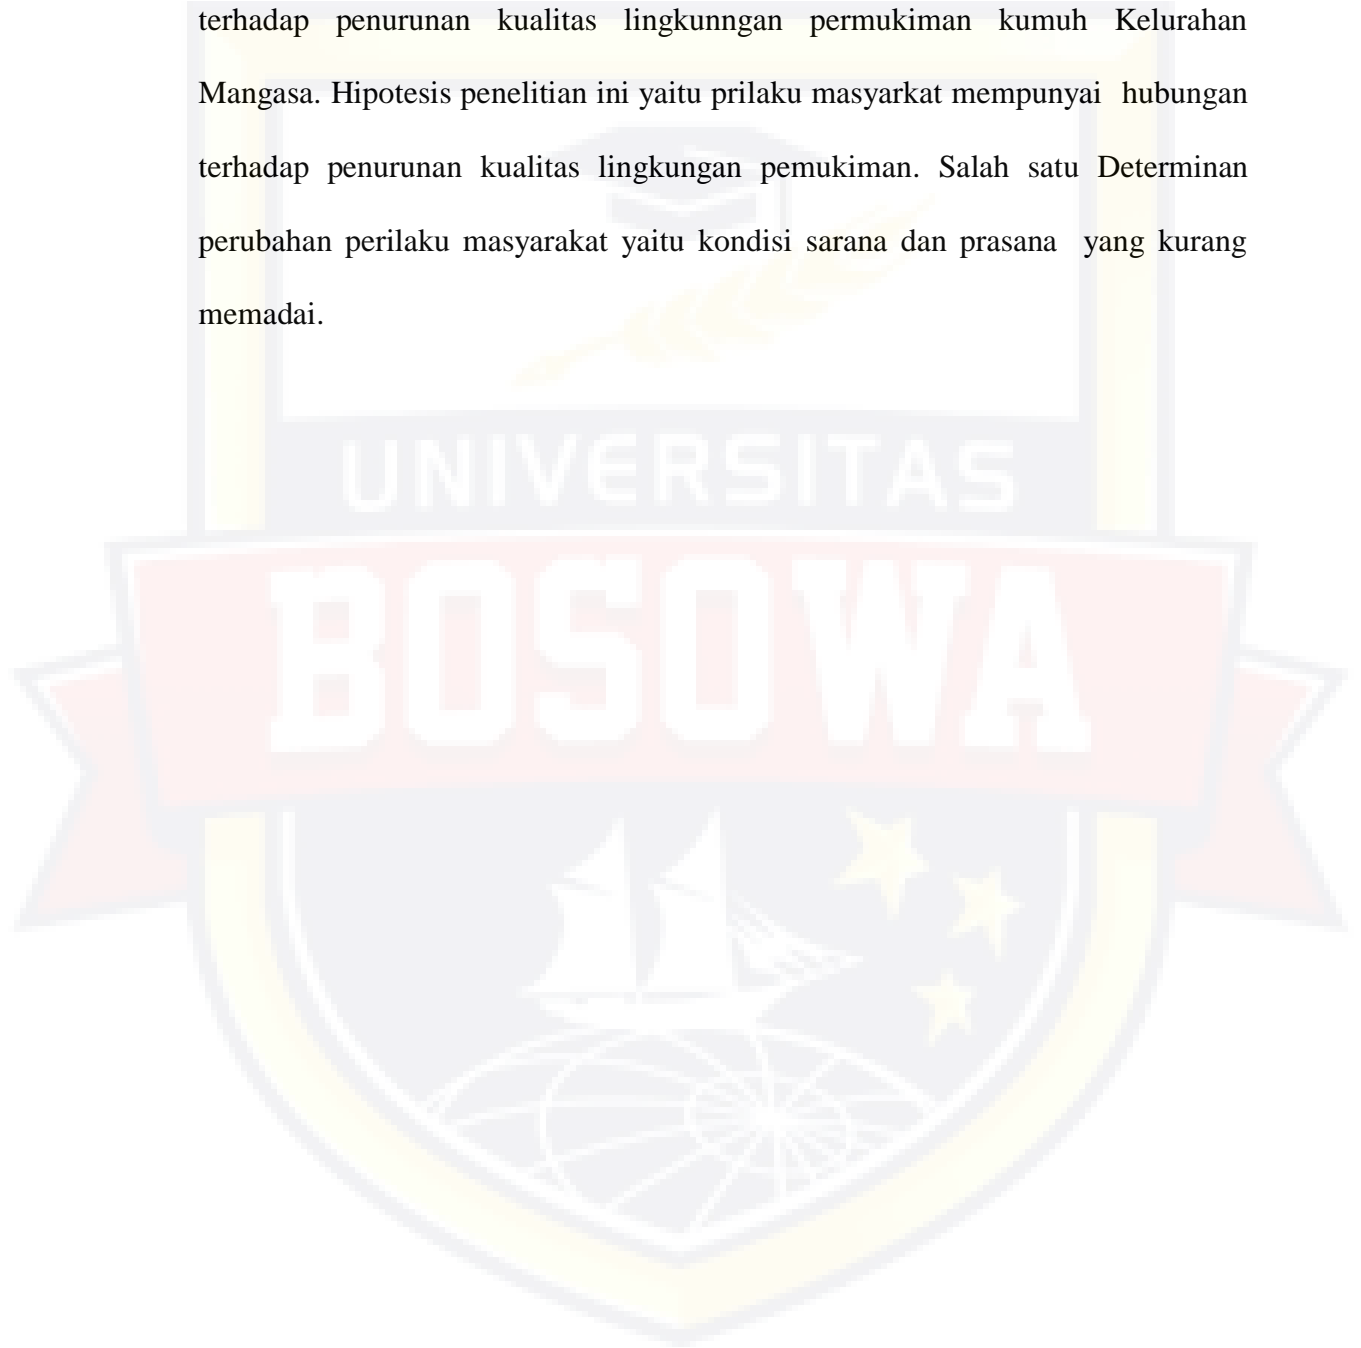 terhadap penurunan kualitas lingkunngan permukiman kumuh Kelurahan
Mangasa. Hipotesis penelitian ini yaitu prilaku masyarkat mempunyai hubungan
terhadap penurunan kualitas lingkungan pemukiman. Salah satu Determinan
perubahan perilaku masyarakat yaitu kondisi sarana dan prasana yang kurang
memadai.
UNIVERSITAS
BOSOWA